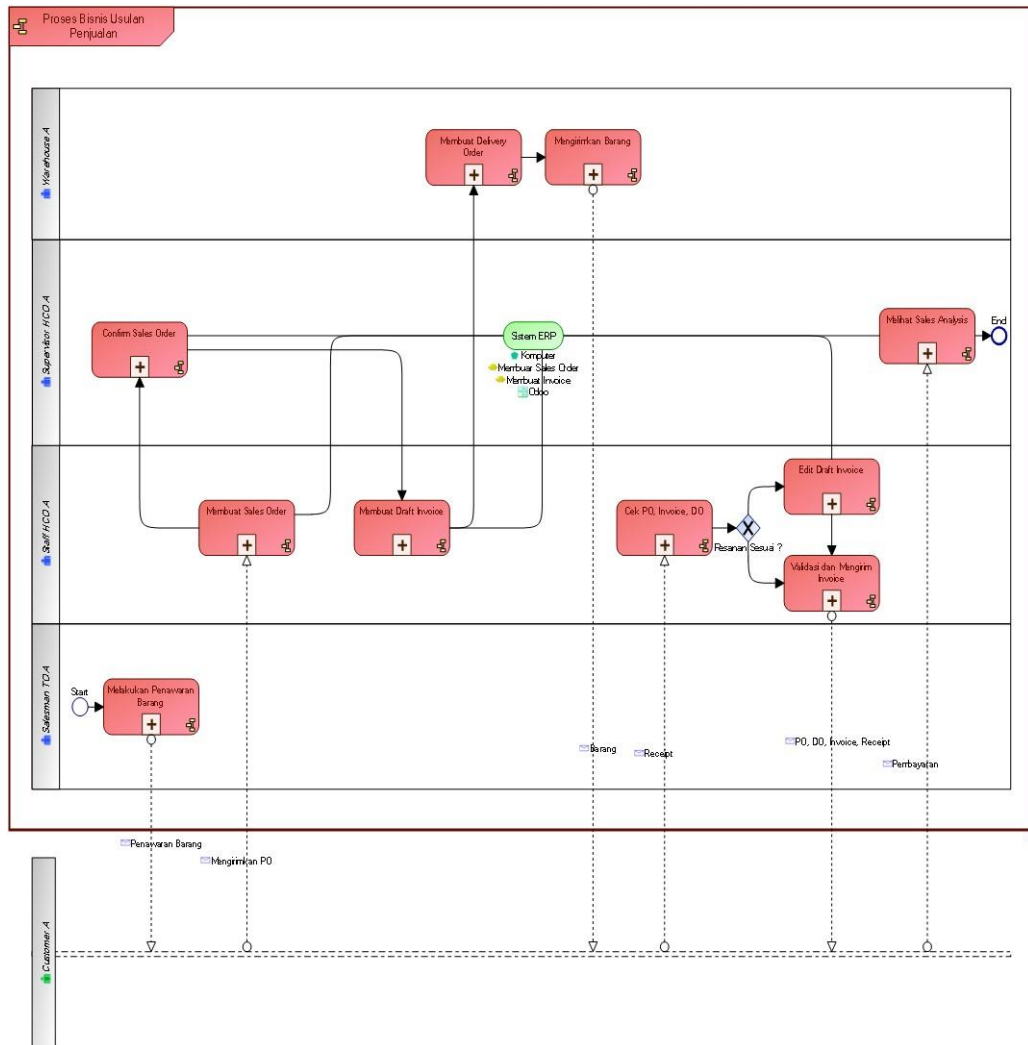 Proses Bisnis Usulan
Penjualan
Warehouse A
Membuat Delivery
Order
Mengirimkan Barang
Supervisor HCO A
Confirm Sales Order
Sistem ERP
Komputer
Membuar Sales Order
Membuat Invoice
Odoo
Melihat Sales Analysis
End
Staff HCO A
Membuat Sales Order
Membuat Draft Invoice
Cek PO, Invoice, DO
Pesanan Sesuai ?
Edit Draft Invoice
Validasi dan Mengirim
Invoice
Salesman TO A
Start
Melakukan Penawaran
Barang
Barang
Receipt
PO, DO, Invoice, Receipt
Pembayaran
Penawaran Barang
Mengirimkan PO
Customer A